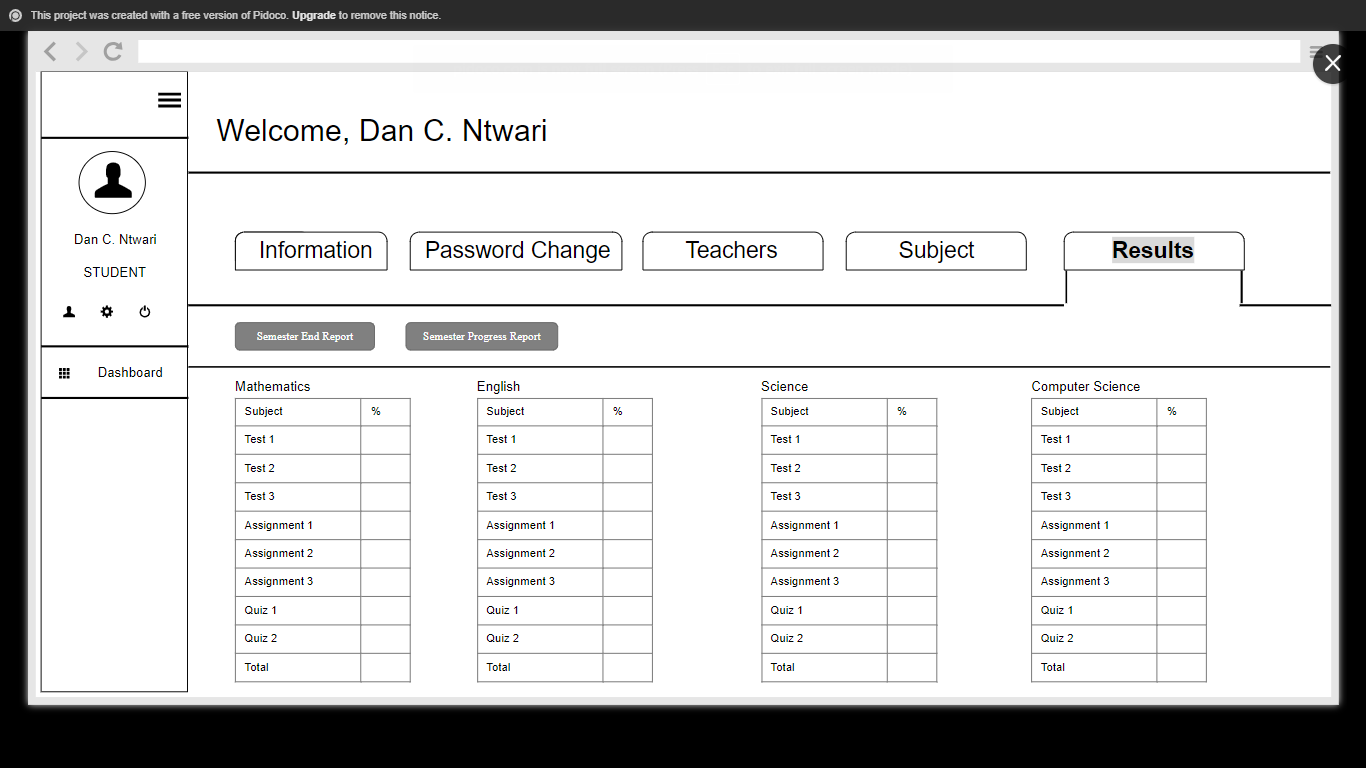 This project was created with a free version of Pidoco. Upgrade to remove this notice.
Welcome, Dan C. Ntwari
Dan C. Ntwari
STUDENT
Dashboard
Information Password Change Teachers Subject Results
Semester End Report Semester Progress Report
Mathematics English Science Computer Science
Subject % Subject % Subject % Subject %
Test 1 Test 1 Test 1 Test 1
Test 2 Test 2 Test 2 Test 2
Test 3 Test 3 Test 3 Test 3
Assignment 1 Assignment 1 Assignment 1 Assignment 1
Assignment 2 Assignment 2 Assignment 2 Assignment 2
Assignment 3 Assignment 3 Assignment 3 Assignment 3
Quiz 1 Quiz 1 Quiz 1 Quiz 1
Quiz 2 Quiz 2 Quiz 2 Quiz 2
Total Total Total Total